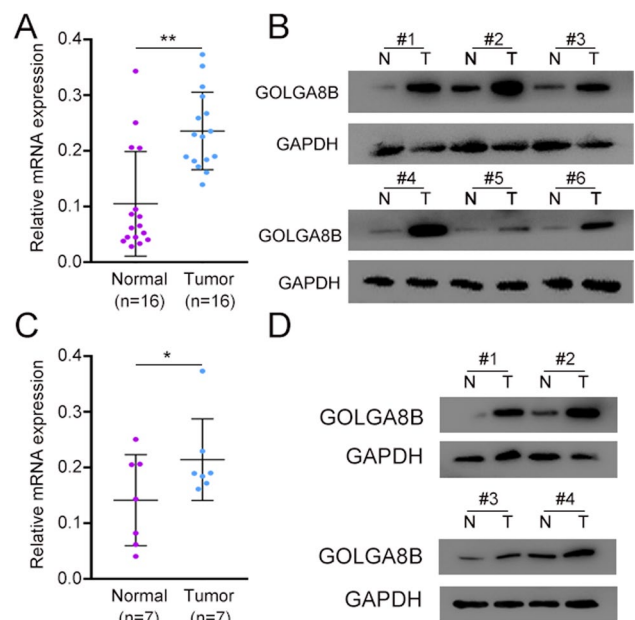 A
**
Relative mRNA expression
0.4
0.3
0.2
0.1
0.0
Normal Tumor
(n=16) (n=16)
B
#1 #2 #3
N T N T N T
GOLGA8B
GAPDH
#4 #5 #6
N T N T N T
GOLGA8B
GAPDH
C
*
Relative mRNA expression
0.4
0.3
0.2
0.1
0.0
Normal Tumor
(n=7) (n=7)
D
#1 #2
N T N T
GOLGA8B
GAPDH
#3 #4
N T N T
GOLGA8B
GAPDH